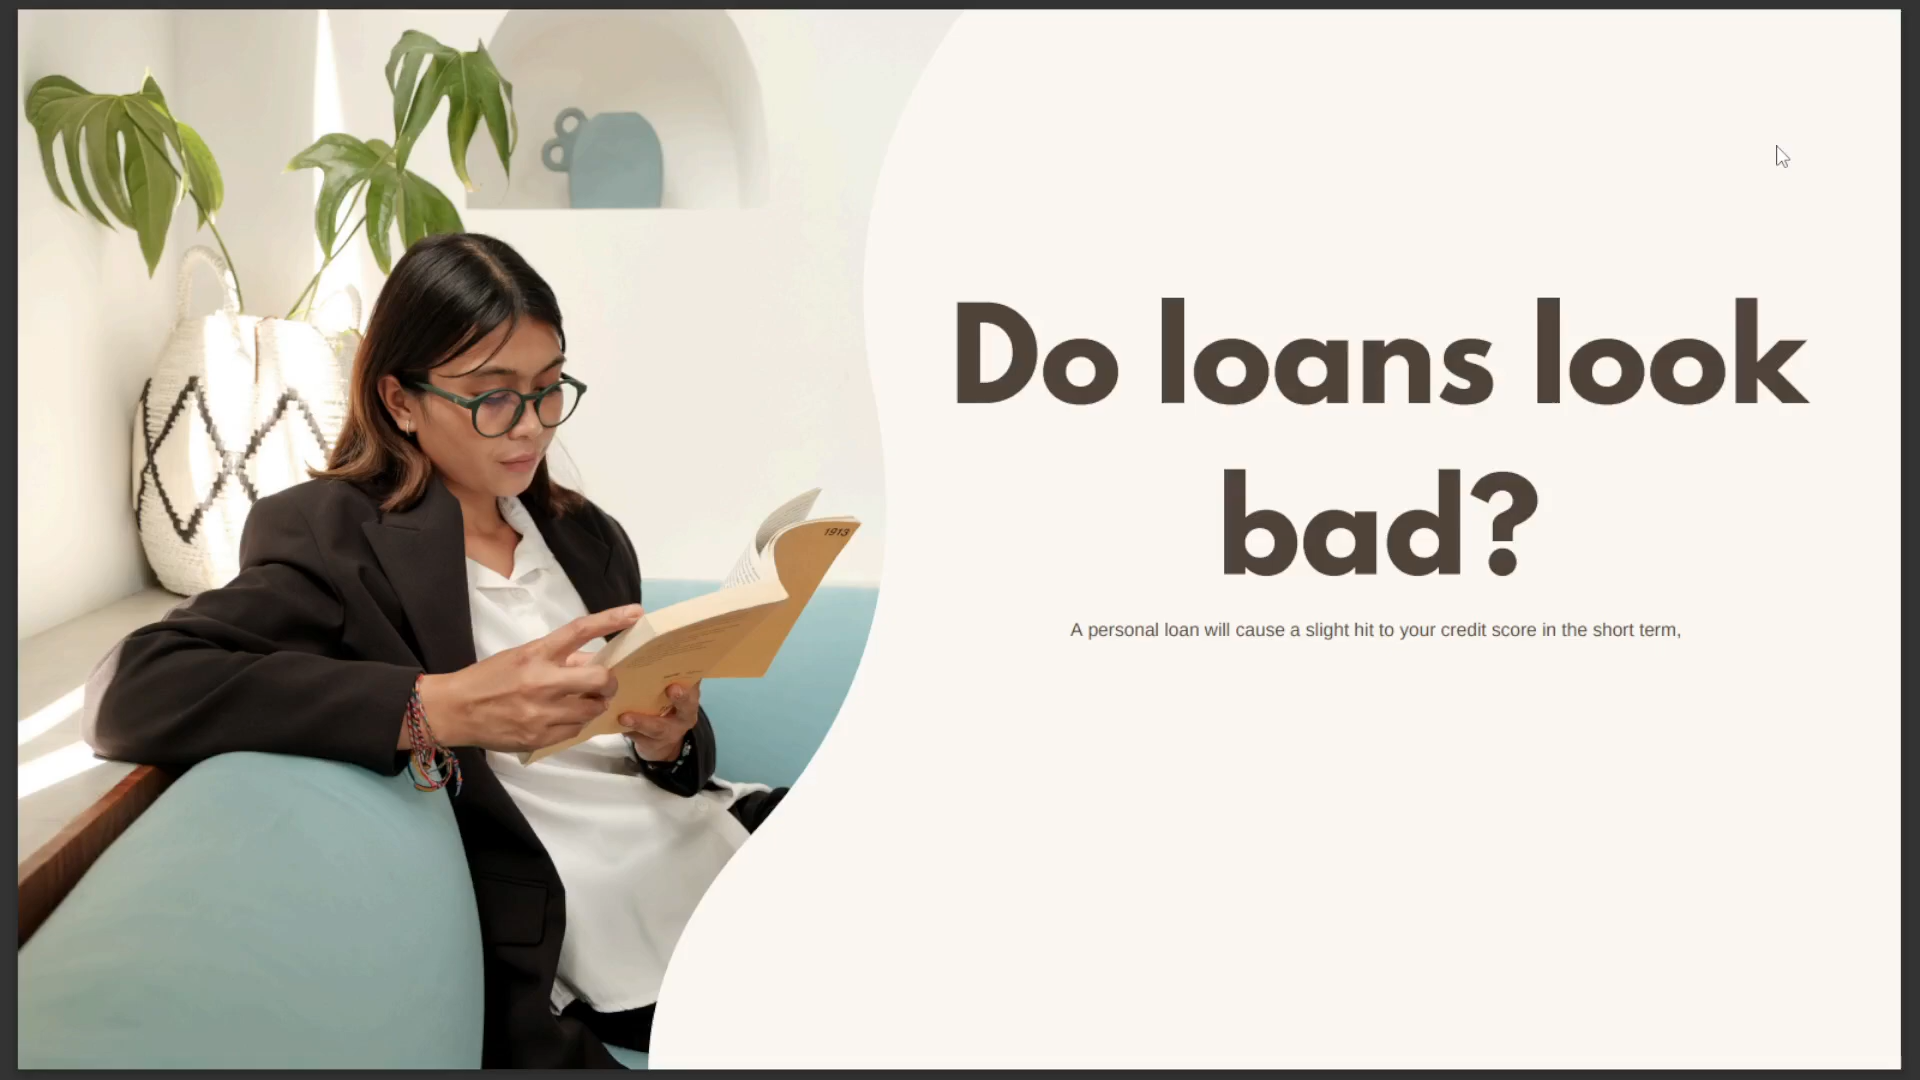 Do loans look
bad?
A personal loan will cause a slight hit to your credit score in the short term,
1913